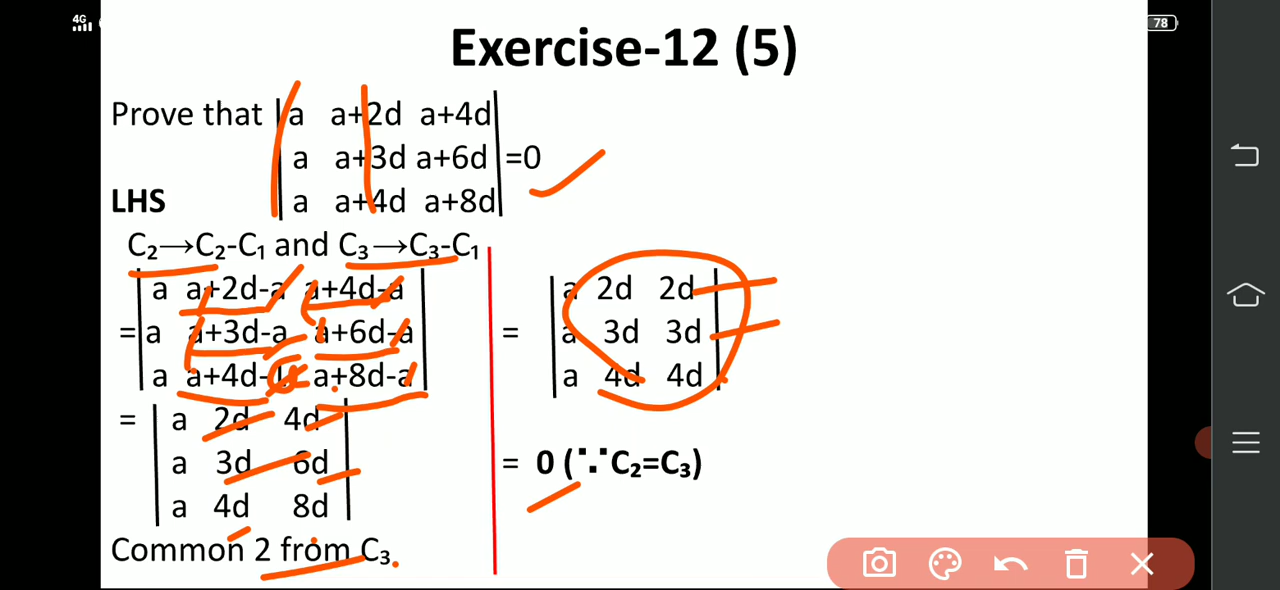 4G
78
Exercise-12 (5)
Prove that |a a+2d a+4d|
|a a+3d a+6d| =0
LHS |a a+4d a+8d|
C₂→C₂-C₁ and C₃→C₃-C₁
|a a+2d-a a+4d-a|
=|a a+3d-a a+6d-a|
|a a+4d-a a+8d-a|
= |a 2d 4d|
|a 3d 6d|
|a 4d 8d|
Common 2 from C₃.
|a 2d 2d|
= |a 3d 3d|
|a 4d 4d|
= 0 (∵C₂=C₃)